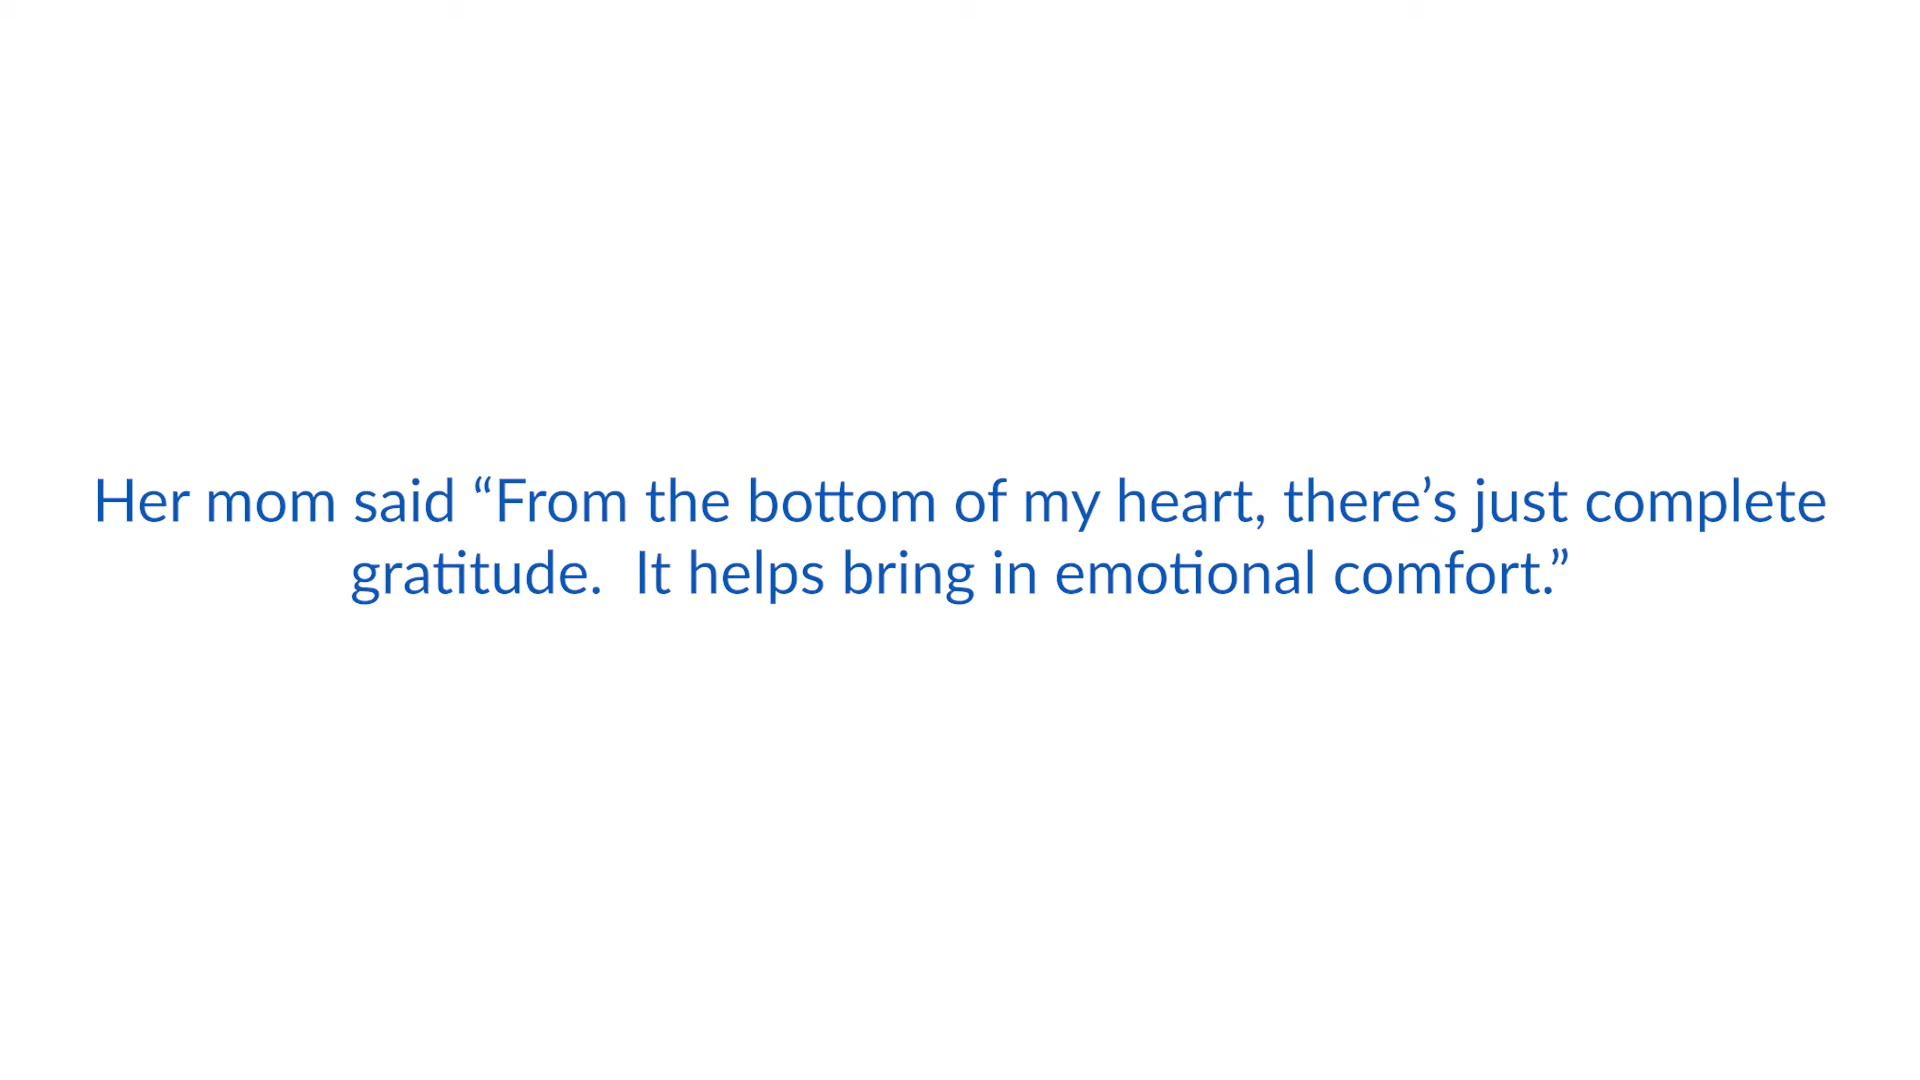 Her mom said “From the bottom of my heart, there’s just complete
gratitude.  It helps bring in emotional comfort.”